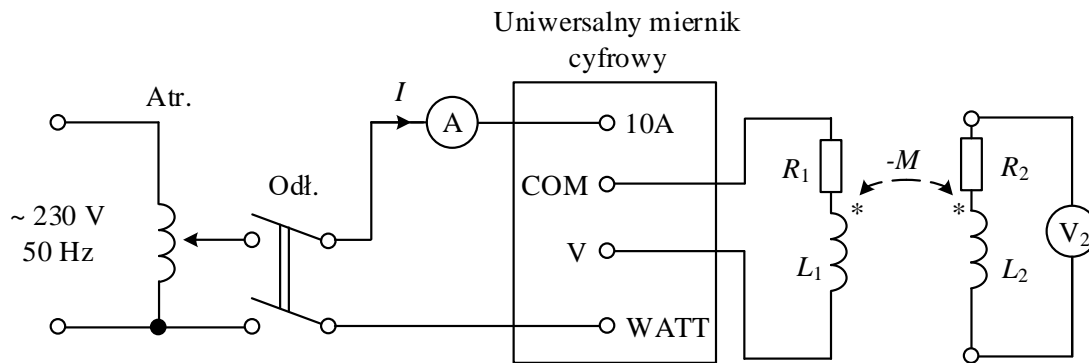 Uniwersalny miernik
cyfrowy
Atr.
I
A
10A
COM
V
WATT
Odł.
~ 230 V
50 Hz
R1
-M
R2
*
*
L1
L2
V2